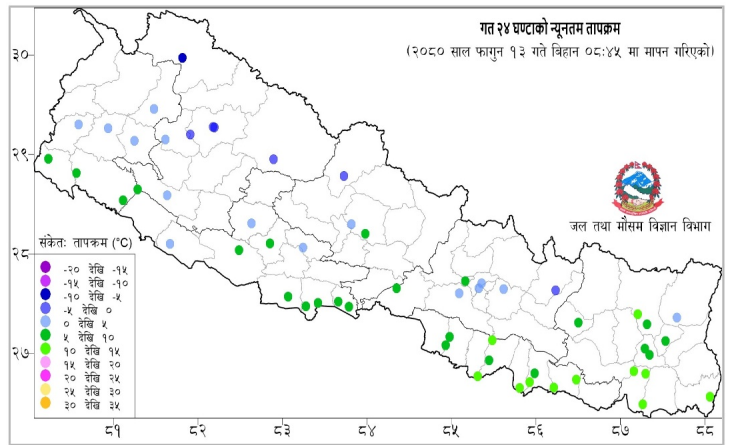 गत २४ घण्टाको न्यूनतम तापक्रम
(२०८० साल फागुन १३ गते बिहान ०८:४५ मा मापन गरिएको)
३०
२९
२८
२७
जल तथा मौसम विज्ञान विभाग
संकेतः तापक्रम (°C)
-२० देखि -१५
-१५ देखि -१०
-१० देखि -५
-५ देखि ०
० देखि ५
५ देखि १०
१० देखि १५
१५ देखि २०
२० देखि २५
२५ देखि ३०
३० देखि ३५
८१ ८२ ८३ ८४ ८५ ८६ ८७ ८८